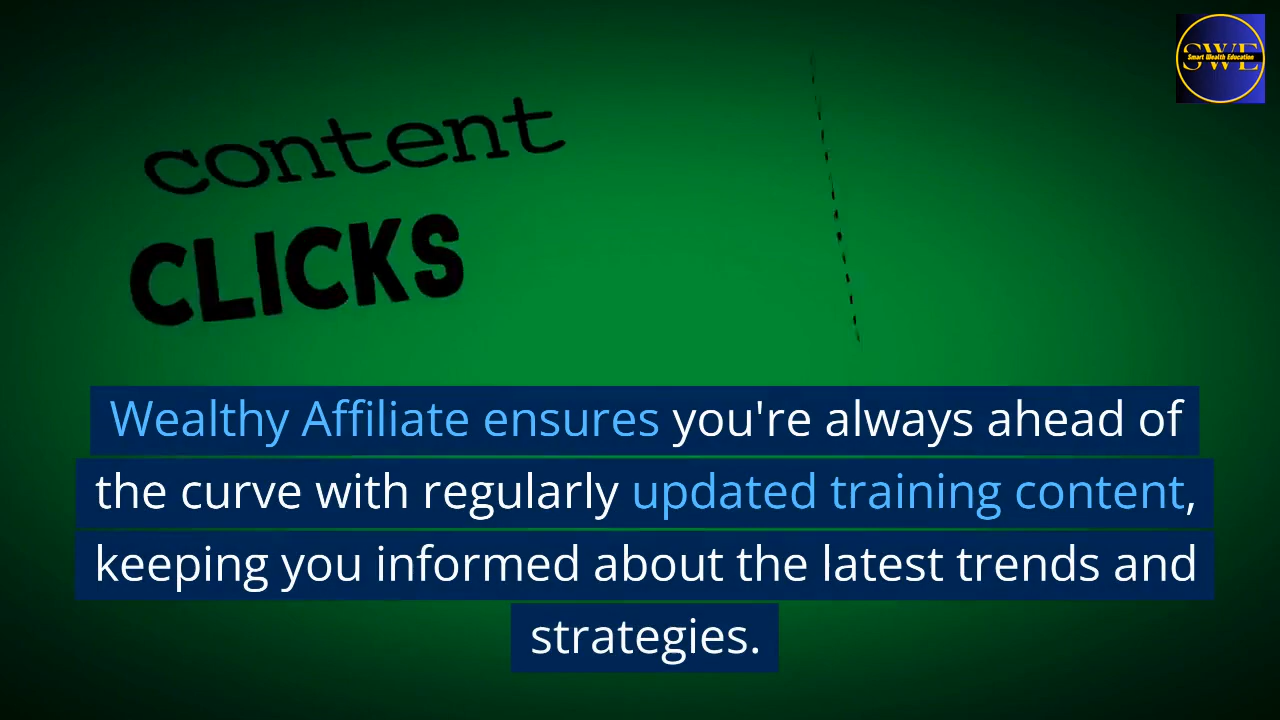 SWE
Smart Wealth Education
content
CLICKS
Wealthy Affiliate ensures you're always ahead of
the curve with regularly updated training content,
keeping you informed about the latest trends and
strategies.